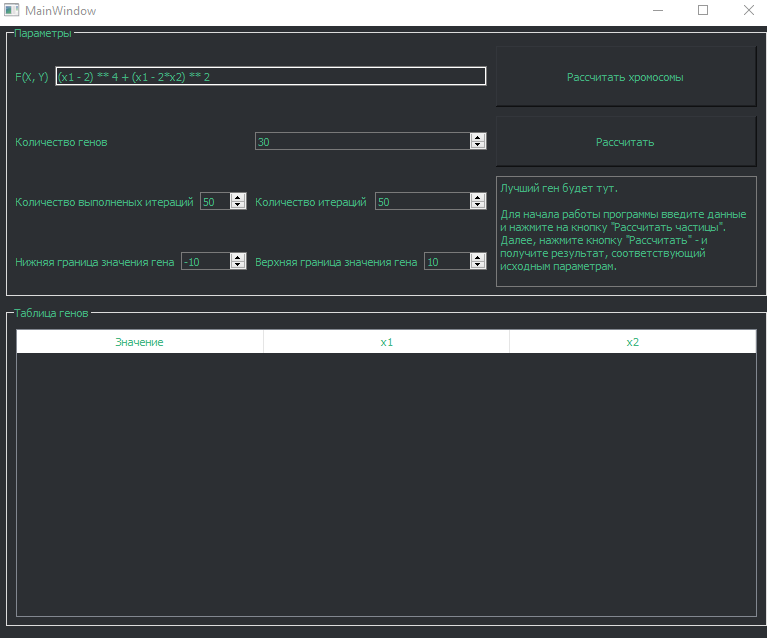 MainWindow
Параметры
F(X, Y) (x1 - 2) ** 4 + (x1 - 2*x2) ** 2
Рассчитать хромосомы
Количество генов 30
Рассчитать
Количество выполненых итераций 50 Количество итераций 50
Лучший ген будет тут.
Для начала работы программы введите данные
и нажмите на кнопку "Рассчитать частицы".
Далее, нажмите кнопку "Рассчитать" - и
получите результат, соответствующий
исходным параметрам.
Нижняя граница значения гена -10 Верхняя граница значения гена 10
Таблица генов
Значение x1 x2